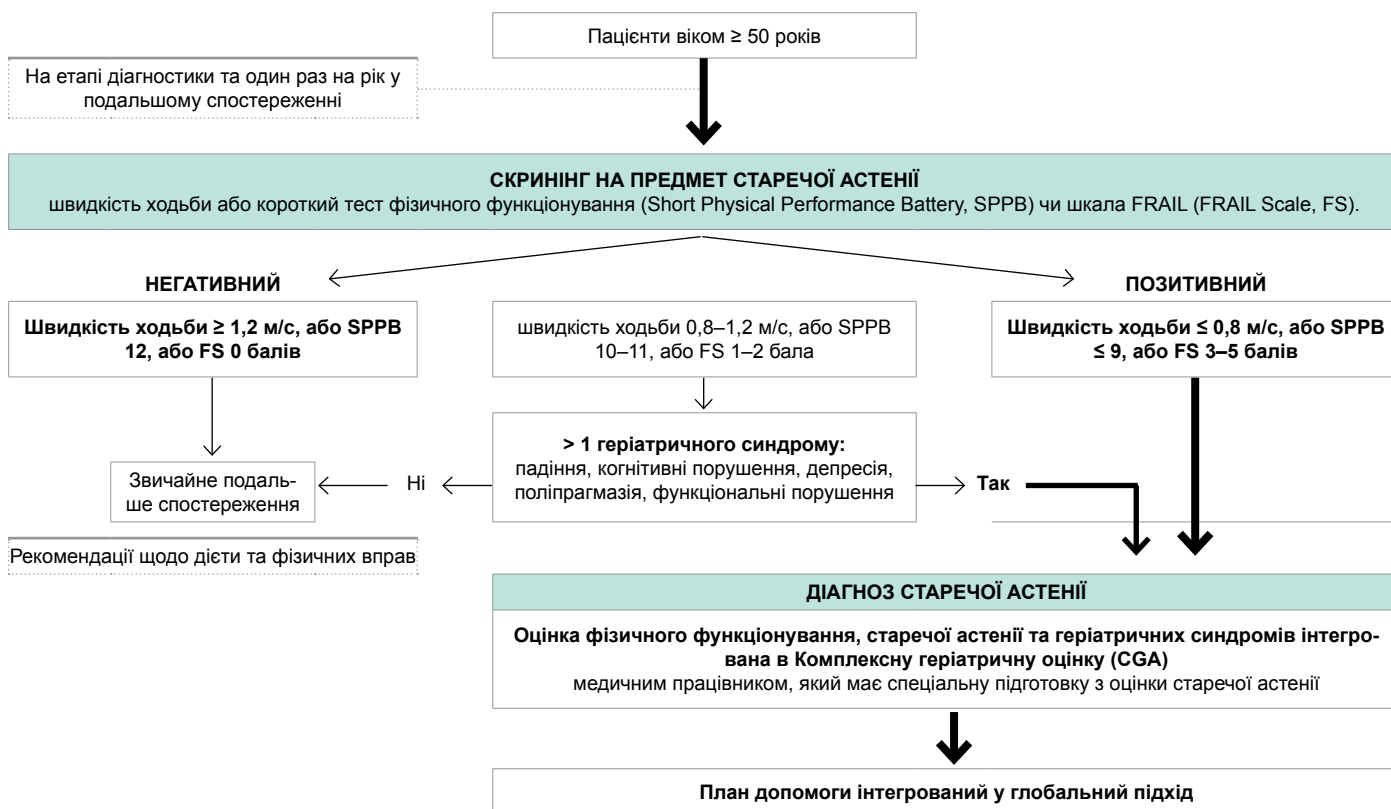 Пацієнти віком ≥ 50 років
На етапі діагностики та один раз на рік у
подальшому спостереженні
СКРИНІНГ НА ПРЕДМЕТ СТАРЕЧОЇ АСТЕНІЇ
швидкість ходьби або короткий тест фізичного функціонування (Short Physical Performance Battery, SPPB) чи шкала FRAIL (FRAIL Scale, FS).
НЕГАТИВНИЙ
Швидкість ходьби ≥ 1,2 м/с, або SPPB
12, або FS 0 балів
швидкість ходьби 0,8–1,2 м/с, або SPPB
10–11, або FS 1–2 бала
ПОЗИТИВНИЙ
Швидкість ходьби ≤ 0,8 м/с, або SPPB
≤ 9, або FS 3–5 балів
> 1 геріатричного синдрому:
падіння, когнітивні порушення, депресія,
поліпрагмазія, функціональні порушення
Ні
Так
Звичайне подаль-
ше спостереження
Рекомендації щодо дієти та фізичних вправ
ДІАГНОЗ СТАРЕЧОЇ АСТЕНІЇ
Оцінка фізичного функціонування, старечої астенії та геріатричних синдромів інтегро-
вана в Комплексну геріатричну оцінку (CGA)
медичним працівником, який має спеціальну підготовку з оцінки старечої астенії
План допомоги інтегрований у глобальний підхід